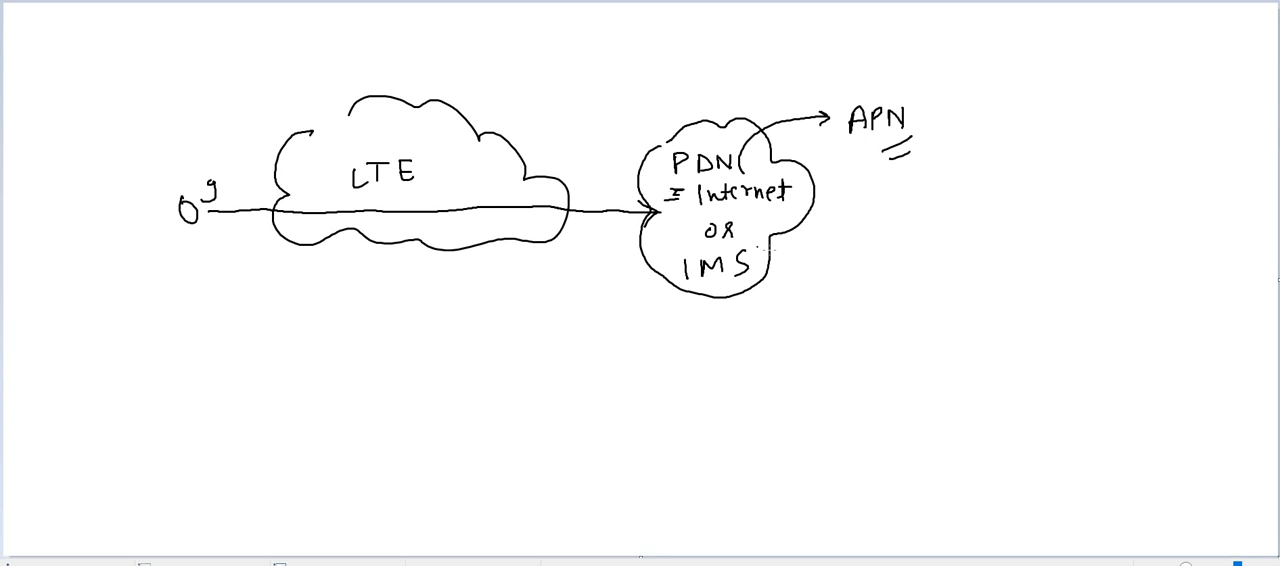 LTE
PDN
= Internet
OR
IMS
APN